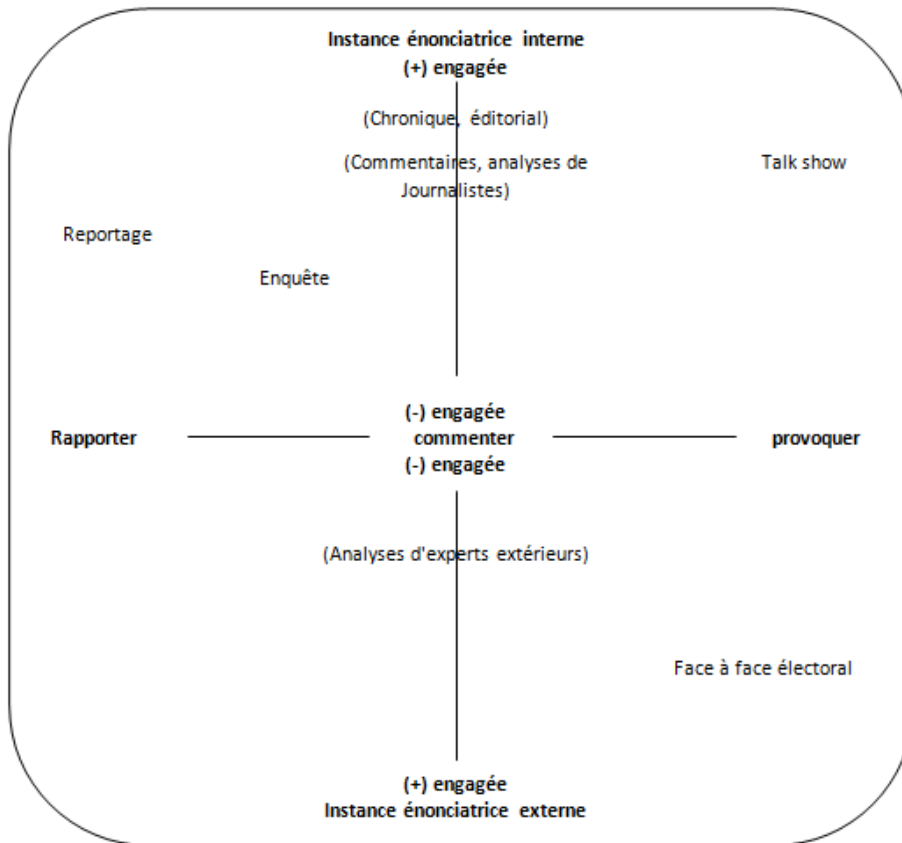 Instance énonciatrice interne
(+) engagée
(Chronique, éditorial)
(Commentaires, analyses de
Journalistes)
Talk show
Reportage
Enquête
(-) engagée
Rapporter
commenter
provoquer
(-) engagée
(Analyses d'experts extérieurs)
Face à face électoral
(+) engagée
Instance énonciatrice externe